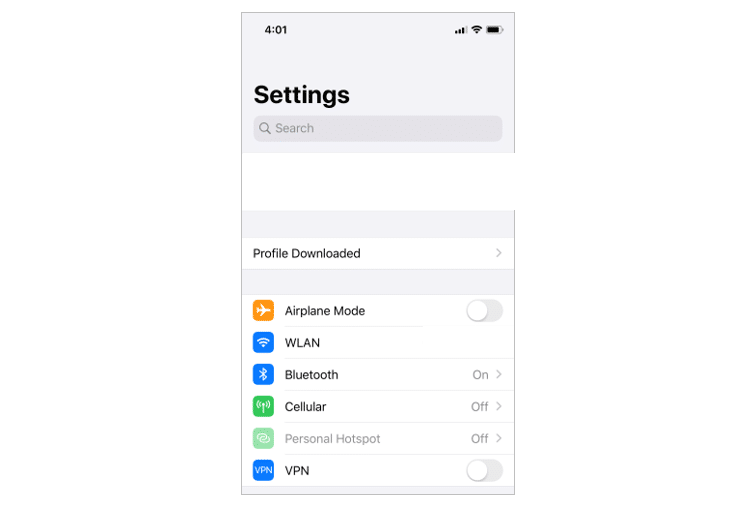 4:01
Settings
Search
Profile Downloaded
Airplane Mode
WLAN
Bluetooth On
Cellular Off
Personal Hotspot Off
VPN VPN